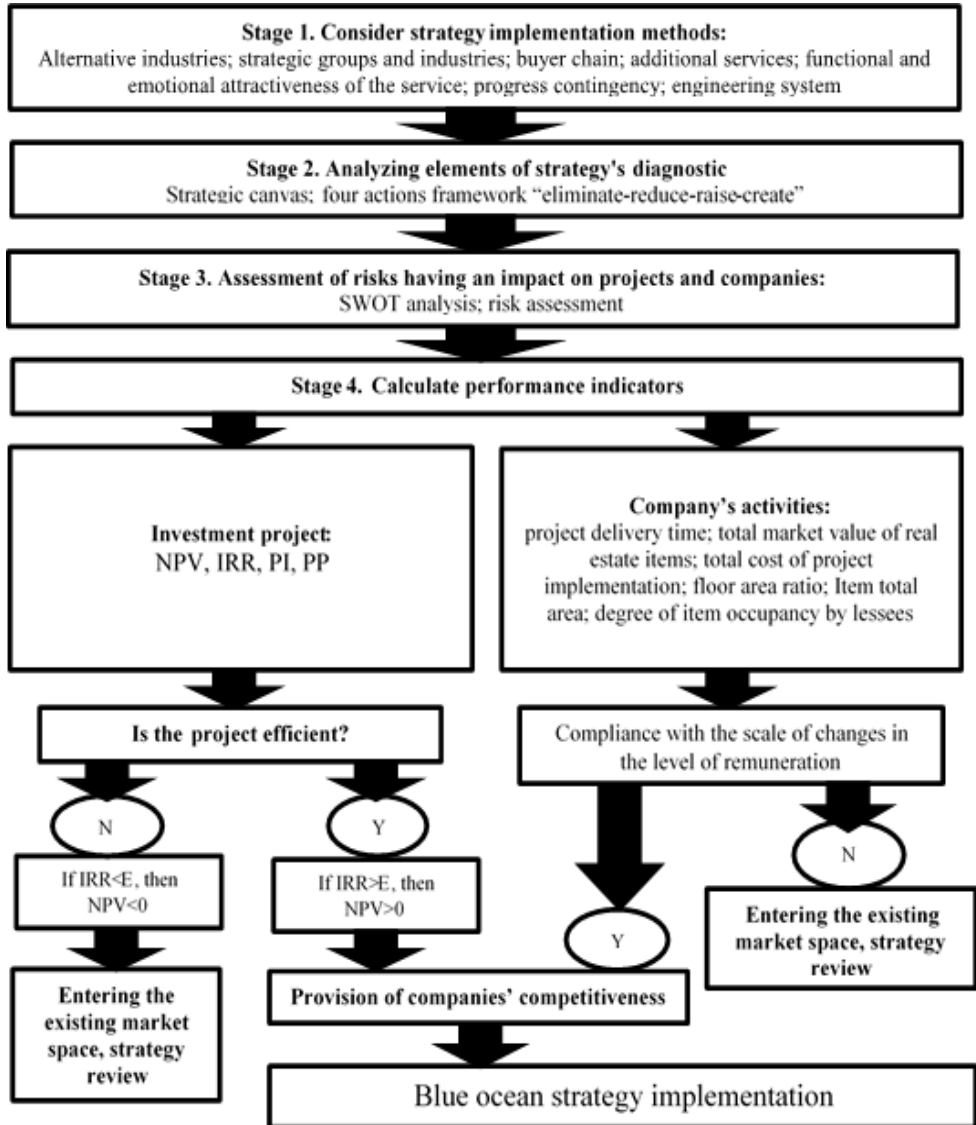 Stage 1. Consider strategy implementation methods:
Alternative industries; strategic groups and industries; buyer chain; additional services; functional and
emotional attractiveness of the service; progress contingency; engineering system
Stage 2. Analyzing elements of strategy's diagnostic
Strategic canvas; four actions framework “eliminate-reduce-raise-create”
Stage 3. Assessment of risks having an impact on projects and companies:
SWOT analysis; risk assessment
Stage 4. Calculate performance indicators
Investment project:
NPV, IRR, PI, PP
Company’s activities:
project delivery time; total market value of real
estate items; total cost of project
implementation; floor area ratio; Item total
area; degree of item occupancy by lessees
Is the project efficient?
Compliance with the scale of changes in
the level of remuneration
N
Y
N
If IRR<E, then
NPV<0
If IRR>E, then
NPV>0
Y
Entering the existing
market space, strategy
review
Entering the
existing market
space, strategy
review
Provision of companies’ competitiveness
Blue ocean strategy implementation